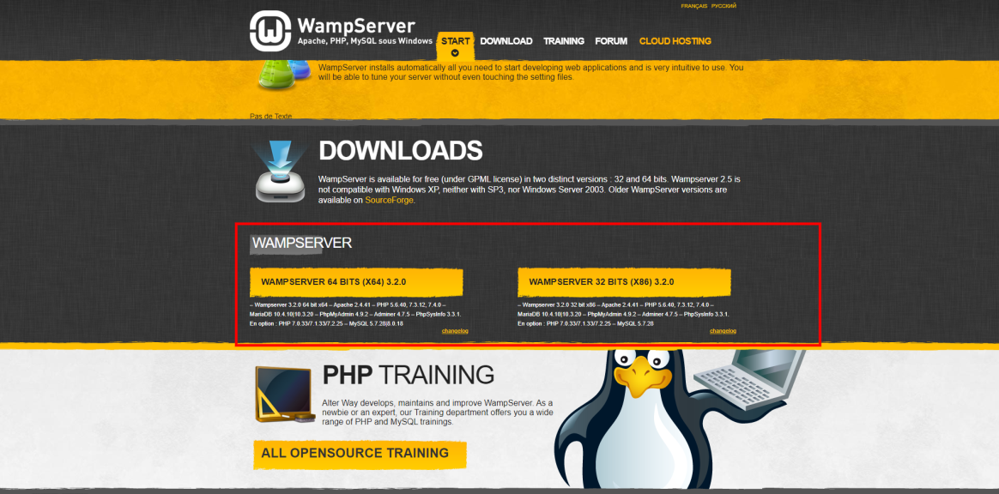 FRANÇAIS РУССКИЙ
WampServer
Apache, PHP, MySQL sous Windows
START DOWNLOAD TRAINING FORUM CLOUD HOSTING
WampServer installs automatically all you need to start developing web applications and is very intuitive to use. You
will be able to tune your server without even touching the setting files.
Pas de Texte
DOWNLOADS
WampServer is available for free (under GPML license) in two distinct versions : 32 and 64 bits. Wampserver 2.5 is
not compatible with Windows XP, neither with SP3, nor Windows Server 2003. Older WampServer versions are
available on SourceForge.
WAMPSERVER
WAMPSERVER 64 BITS (X64) 3.2.0
– Wampserver 3.2.0 64 bit x64 – Apache 2.4.41 – PHP 5.6.40, 7.3.12, 7.4.0 –
MariaDB 10.4.10|10.3.20 – PhpMyAdmin 4.9.2 – Adminer 4.7.5 – PhpSysInfo 3.3.1.
En option : PHP 7.0.33/7.1.33/7.2.25 – MySQL 5.7.28|8.0.18
changelog
WAMPSERVER 32 BITS (X86) 3.2.0
– Wampserver 3.2.0 32 bit x86 – Apache 2.4.41 – PHP 5.6.40, 7.3.12, 7.4.0 –
MariaDB 10.4.10|10.3.20 – PhpMyAdmin 4.9.2 – Adminer 4.7.5 – PhpSysInfo 3.3.1.
En option : PHP 7.0.33/7.1.33/7.2.25 – MySQL 5.7.28
changelog
PHP TRAINING
Alter Way develops, maintains and improve WampServer. As a
newbie or an expert, our Training department offers you a wide
range of PHP and MySQL trainings.
ALL OPENSOURCE TRAINING